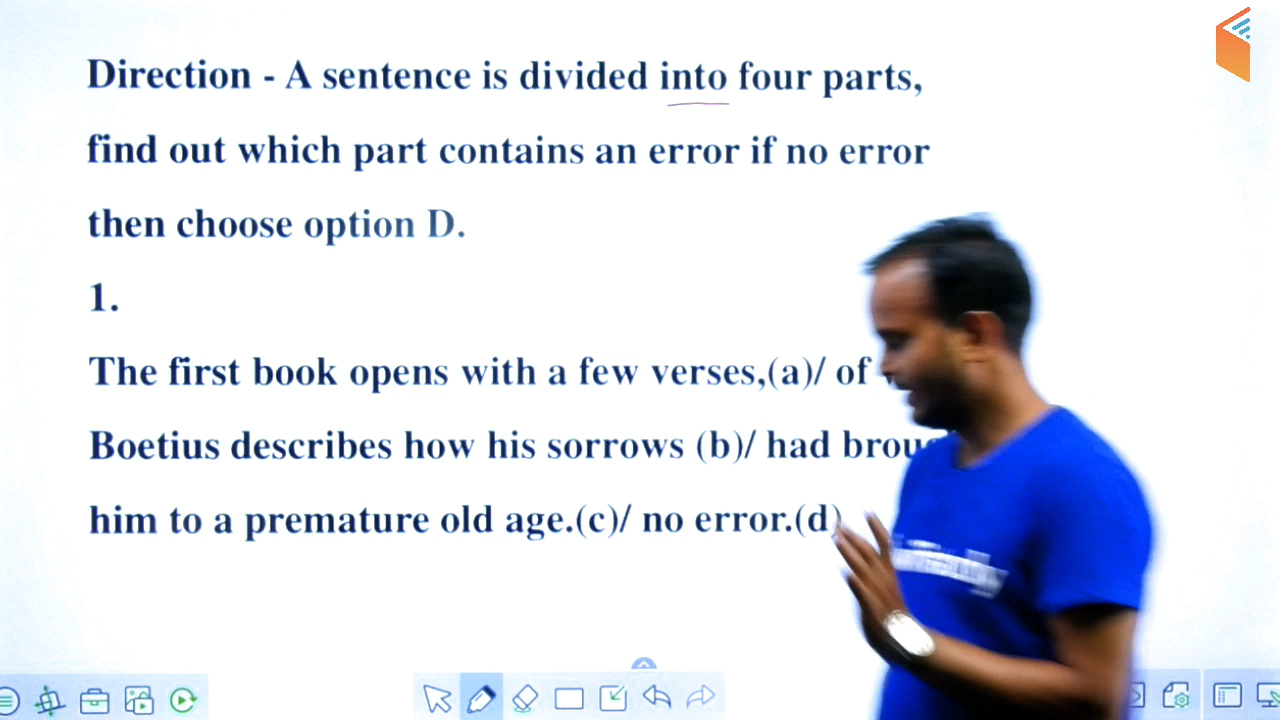 Direction - A sentence is divided into four parts,
find out which part contains an error if no error
then choose option D.
1.
The first book opens with a few verses,(a)/ of
Boetius describes how his sorrows (b)/ had
him to a premature old age.(c)/ no error.(d)